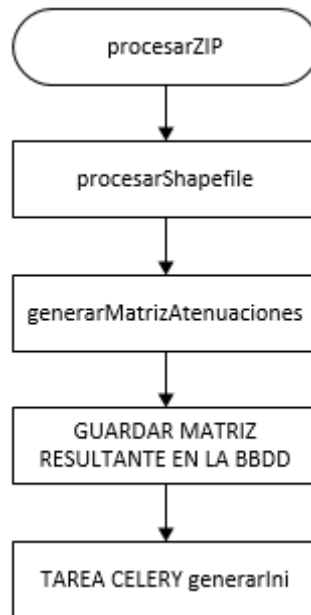 procesarZIP
procesarShapefile
generarMatrizAtenuaciones
GUARDAR MATRIZ
RESULTANTE EN LA BBDD
TAREA CELERY generarIni